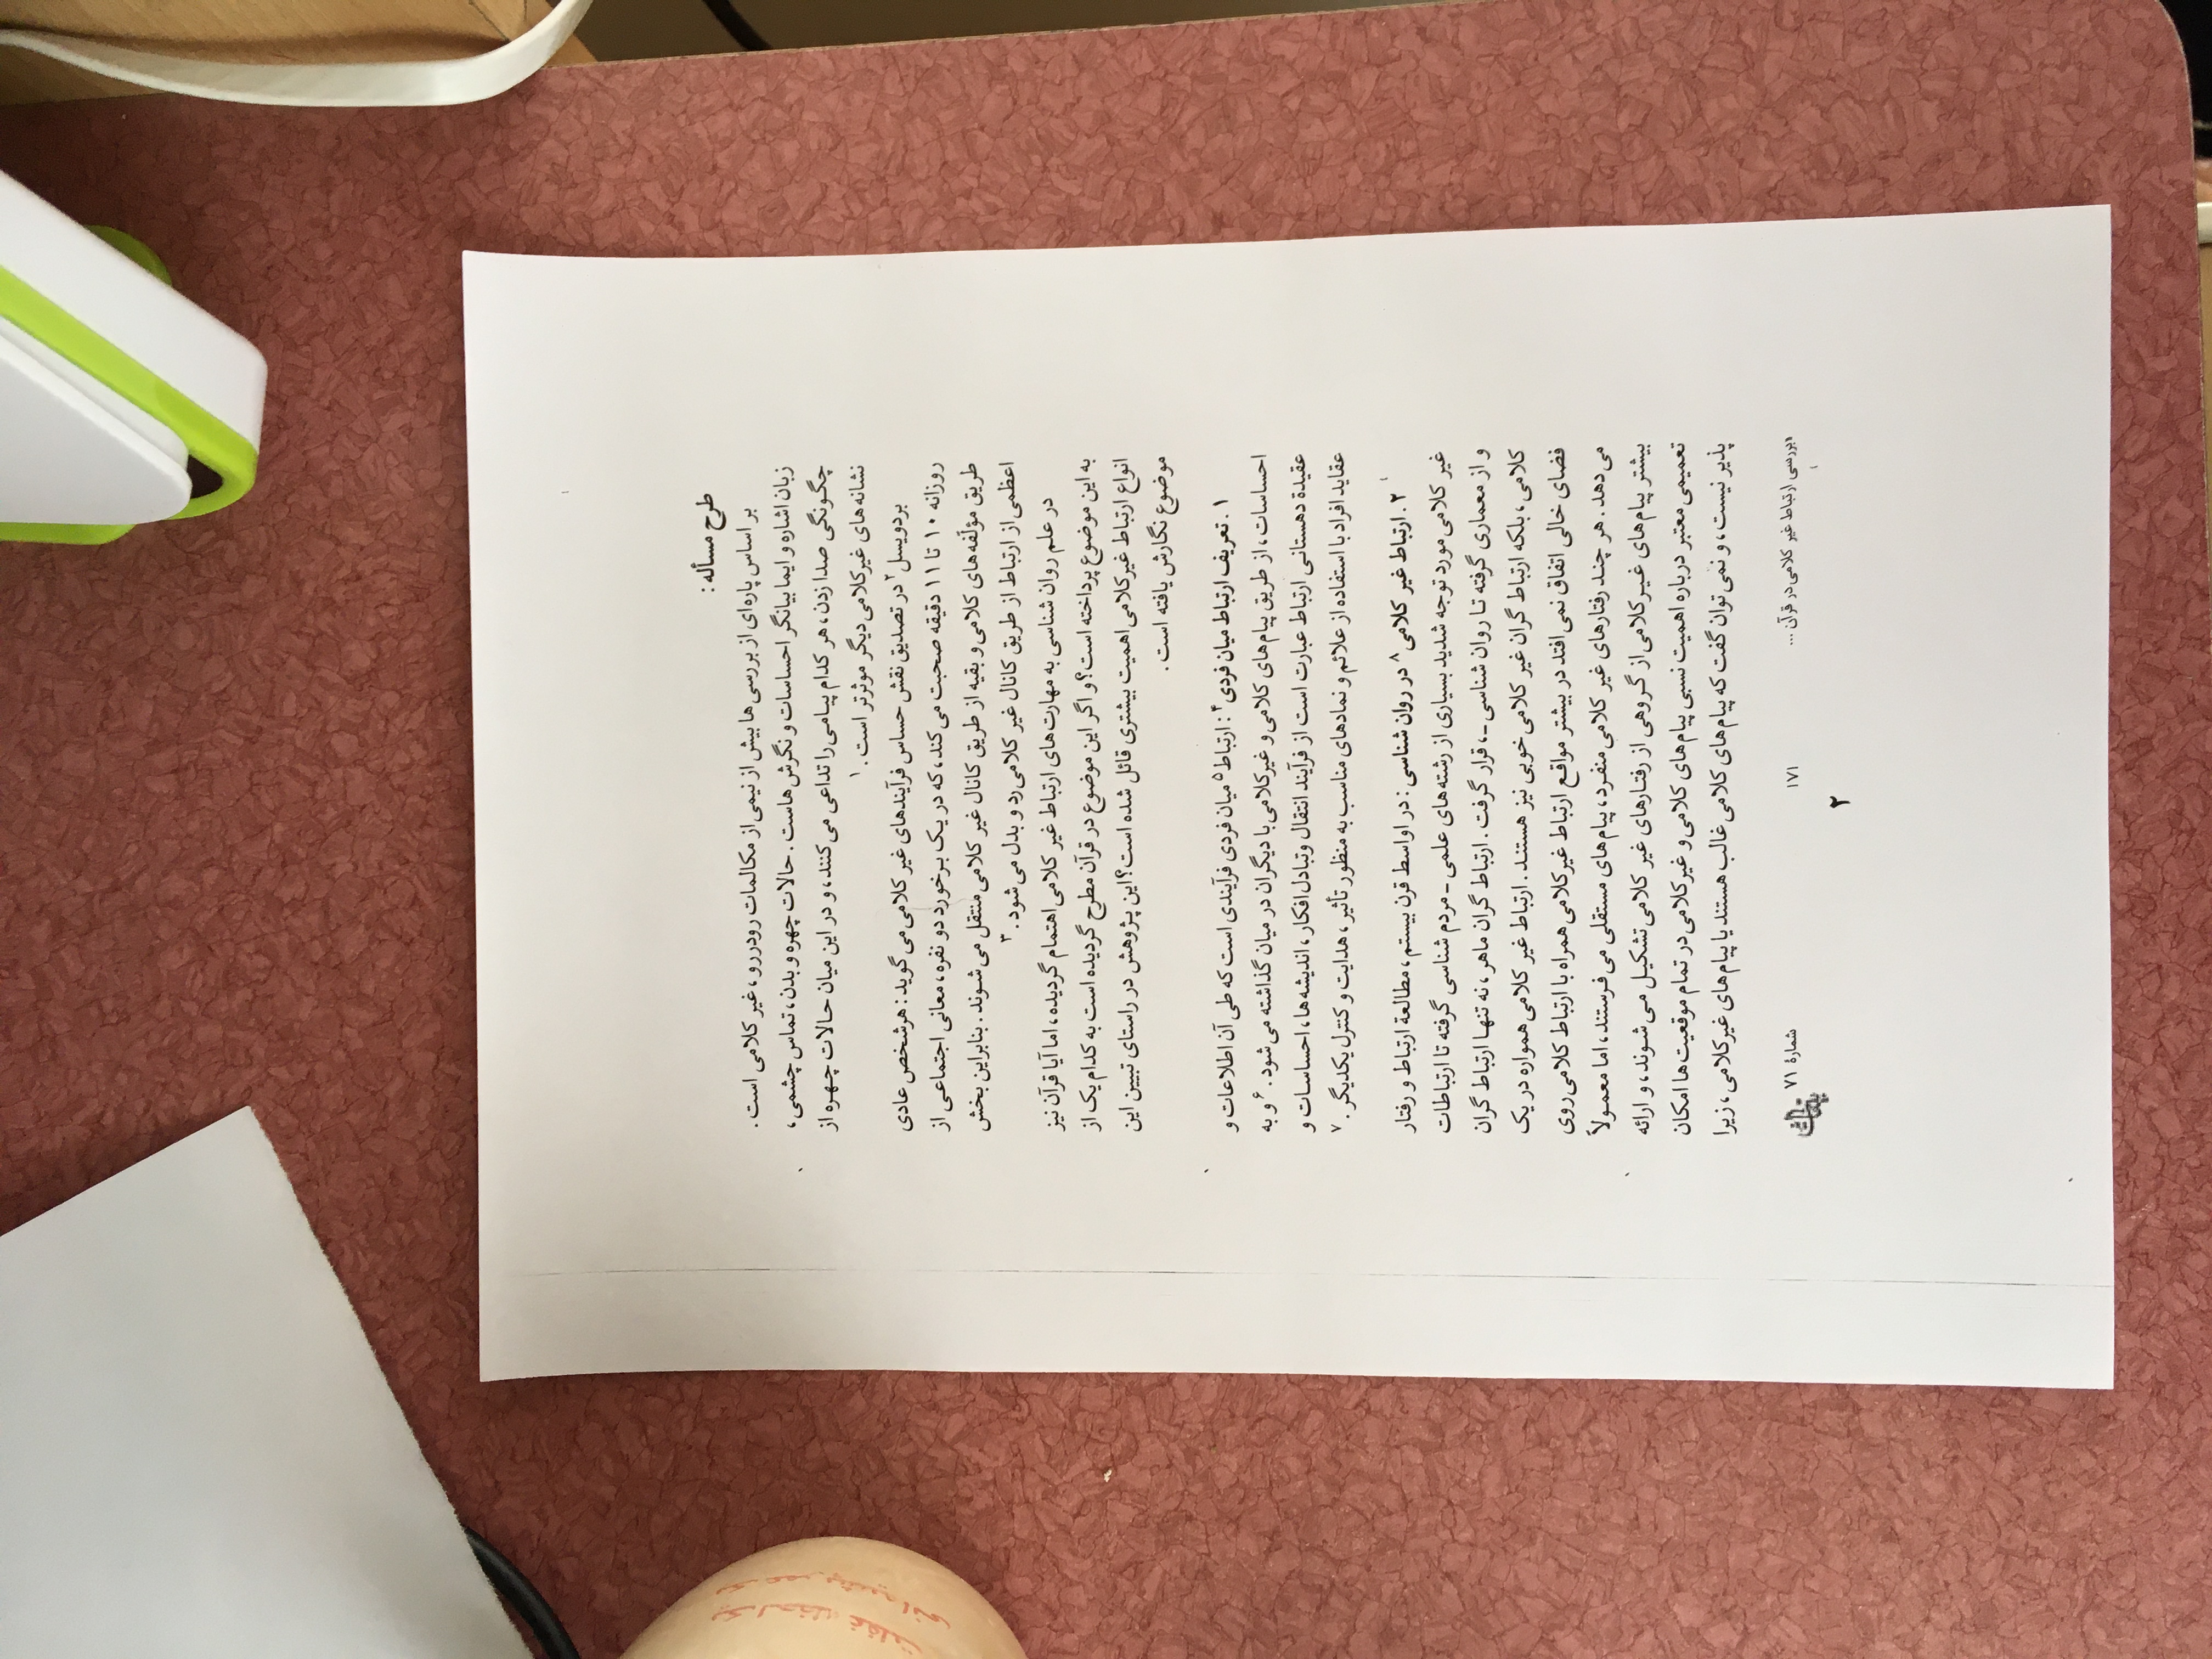 طرح مسأله :
بر اساس پاره‌ای از بررسی‌ها بیش از نیمی از مکالمات رودررو ، غیر کلامی است .
زبان اشاره و ایما بیانگر احساسات و نگرش‌هاست . حالات چهره و بدن ، تماس چشمی ،
چگونگی صدا زدن ، هر کدام پیامی را تداعی می‌کنند ، و در این میان حالات چهره از
نشانه‌های غیرکلامی دیگر موثرتر است . ۱
بردویسل۲ در تصدیق نقش حساس فرآیندهای غیر کلامی می گوید : هرشخص عادی
روزانه ۱۰ تا ۱۱ دقیقه صحبت می‌کند ، که در یک برخورد دو نفره ، معانی اجتماعی از
طریق مؤلّفه‌های کلامی و بقیه از طریق کانال غیر کلامی منتقل می‌شوند . بنابراین بخش
اعظمی از ارتباط از طریق کانال غیر کلامی رد و بدل می‌شود . ۳
در علم روان شناسی به مهارت‌های ارتباط غیر کلامی اهتمام گردیده ، اما آیا قرآن نیز
به این موضوع پرداخته است؟ و اگر این موضوع در قرآن مطرح گردیده است به کدام یک از
انواع ارتباط غیرکلامی اهمیت بیشتری قائل شده است؟ این پژوهش در راستای تبیین این
موضوع نگارش یافته است .
۱ . تعریف ارتباط میان فردی۴ : ارتباط۵ میان فردی فرآیندی است که طی آن اطلاعات و
احساسات ، از طریق پیام‌های کلامی و غیرکلامی با دیگران در میان گذاشته می‌شود . ۶ و به
عقیدة دهستانی ارتباط عبارت است از فرآیند انتقال وتبادل افکار ، اندیشه‌ها ، احساسات و
عقاید افراد با استفاده از علائم و نمادهای مناسب به منظور تأثیر ، هدایت و کنترل یکدیگر . ۷
۲ . ارتباط غیر کلامی۸ در روان شناسی : در اواسط قرن بیستم ، مطالعة ارتباط و رفتار
غیر کلامی مورد توجه شدید بسیاری از رشته‌های علمی ـ مردم شناسی گرفته تا ارتباطات
و از معماری گرفته تا روان شناسی ـ، قرار گرفت . ارتباط گران ماهر ، نه تنها ارتباط گران
کلامی ، بلکه ارتباط گران غیر کلامی خوبی نیز هستند . ارتباط غیر کلامی همواره در یک
فضای خالی اتفاق نمی‌افتد در بیشتر مواقع ارتباط غیرکلامی همراه با ارتباط کلامی روی
می‌دهد . هر چند رفتارهای غیر کلامی منفرد ، پیام‌های مستقلی می‌فرستند ، اما معمولاً
بیشتر پیام‌های غیرکلامی از گروهی از رفتارهای غیر کلامی تشکیل می‌شوند ، و ارائه
تعمیمی معتبر درباره اهمیت نسبی پیام‌های کلامی و غیرکلامی در تمام موقعیت‌ها امکان
پذیر نیست ، و نمی‌توان گفت که پیام‌های کلامی غالب هستند یا پیام‌های غیرکلامی ، زیرا
«بررسی ارتباط غیر کلامی در قرآن ... ۱۷۱ شمارهٔ ۷۱ بینات
۲
یک لحظه غفلت
یک عمر پشیمانی